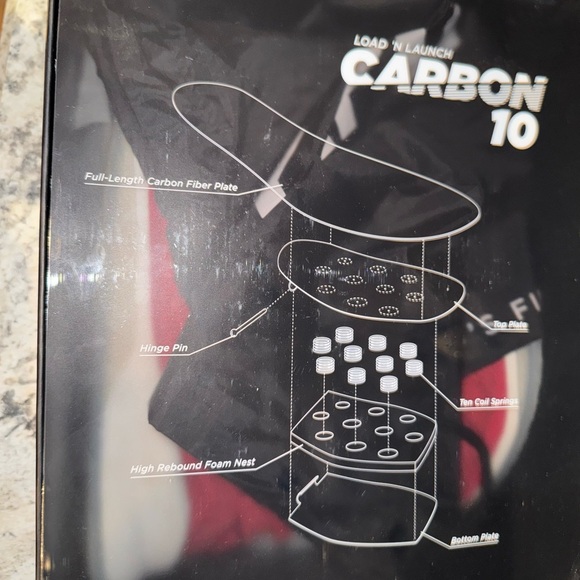 LOAD 'N LAUNCH
CARBON
10
Full-Length Carbon Fiber Plate
Top Plate
Hinge Pin
Ten Coil Springs
High Rebound Foam Nest
Bottom Plate